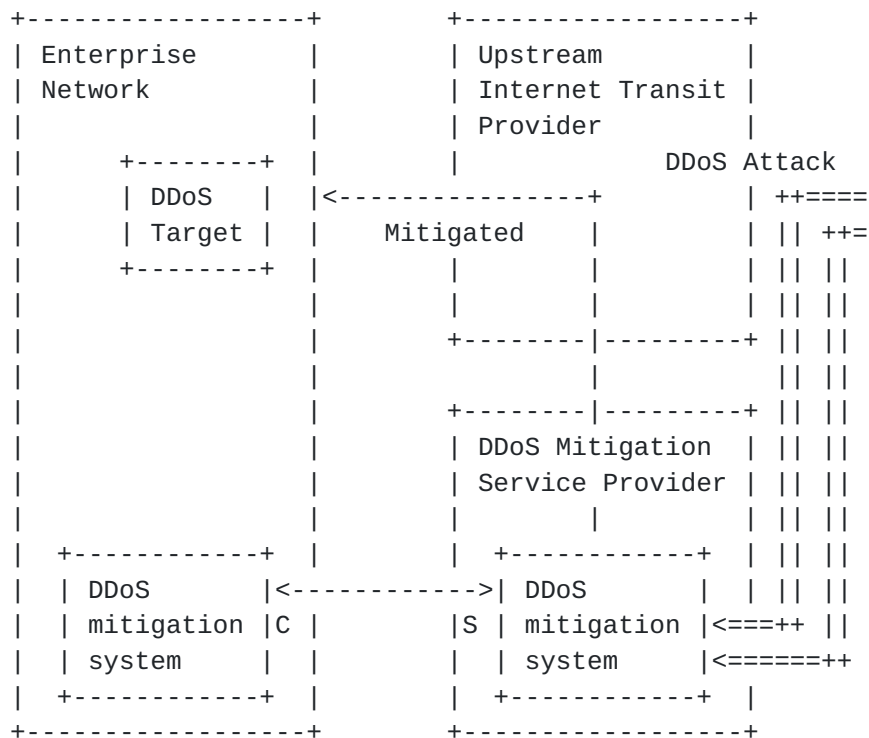 +------------------+        +------------------+
| Enterprise       |        | Upstream         |
| Network          |        | Internet Transit |
|                  |        | Provider         |
|      +--------+  |        |             DDoS Attack
|      | DDoS   |  |<----------------+         | ++====
|      | Target |  |    Mitigated    |         | || ++=
|      +--------+  |        |        |         | || ||
|                  |        |        |         | || ||
|                  |        +--------|---------+ || ||
|                  |                 |           || ||
|                  |        +--------|---------+ || ||
|                  |        | DDoS Mitigation  | || ||
|                  |        | Service Provider | || ||
|                  |        |        |         | || ||
|  +------------+  |        |  +------------+  | || ||
|  | DDoS       |<------------>| DDoS       |  | || ||
|  | mitigation |C |        |S | mitigation |<===++ ||
|  | system     |  |        |  | system     |<======++
|  +------------+  |        |  +------------+  |
+------------------+        +------------------+